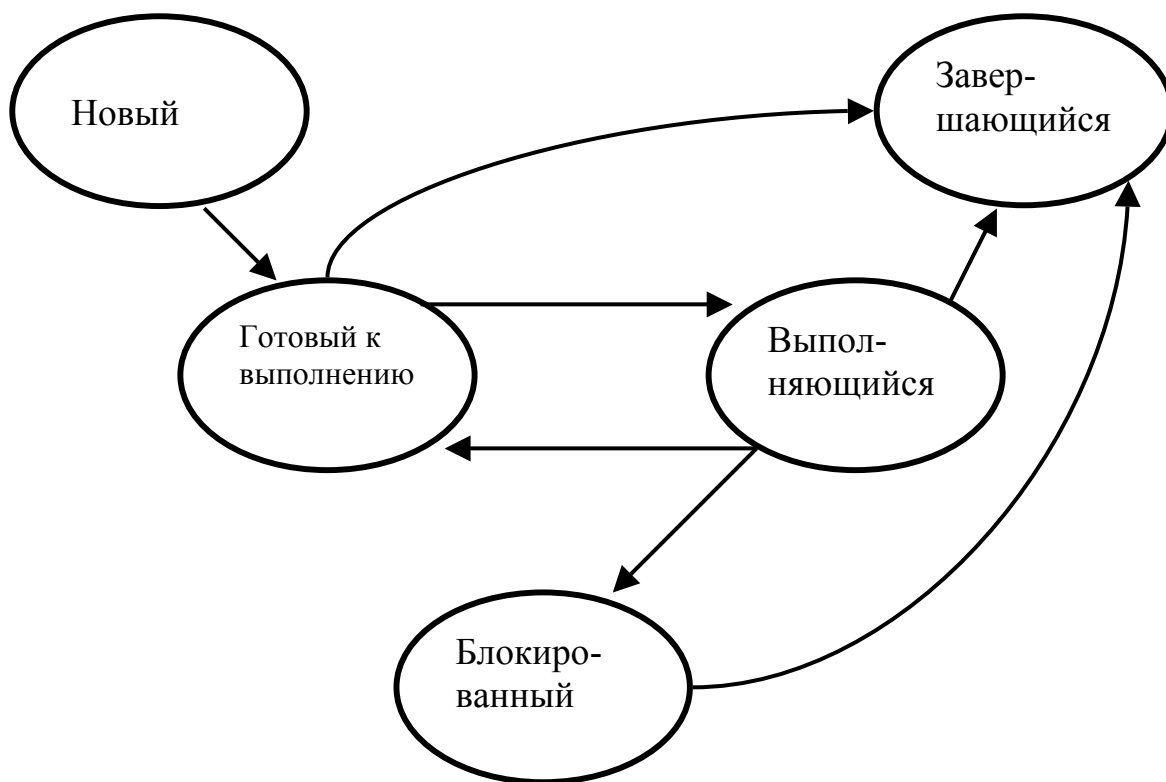 Новый
Завер-
шающийся
Готовый к
выполнению
Выпол-
няющийся
Блокиро-
ванный